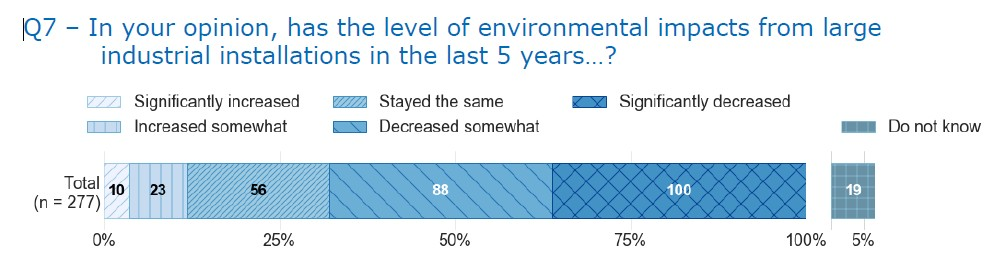 Q7 – In your opinion, has the level of environmental impacts from large
industrial installations in the last 5 years…?
Significantly increased Stayed the same Significantly decreased
Increased somewhat Decreased somewhat Do not know
Total
(n = 277)
10 23 56 88 100 19
0% 25% 50% 75% 100% 5%